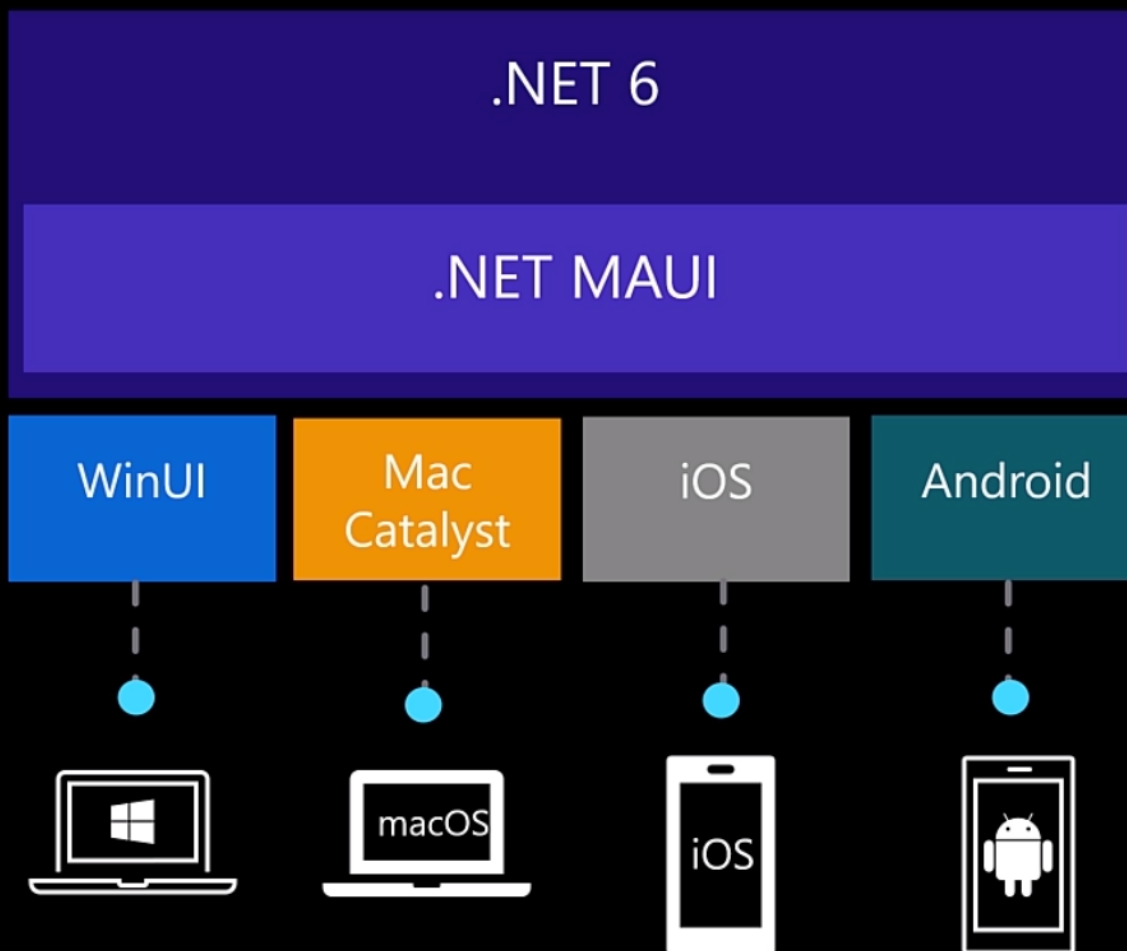 .NET 6
.NET MAUI
WinUI
Mac
Catalyst
iOS
Android
macOS
iOS